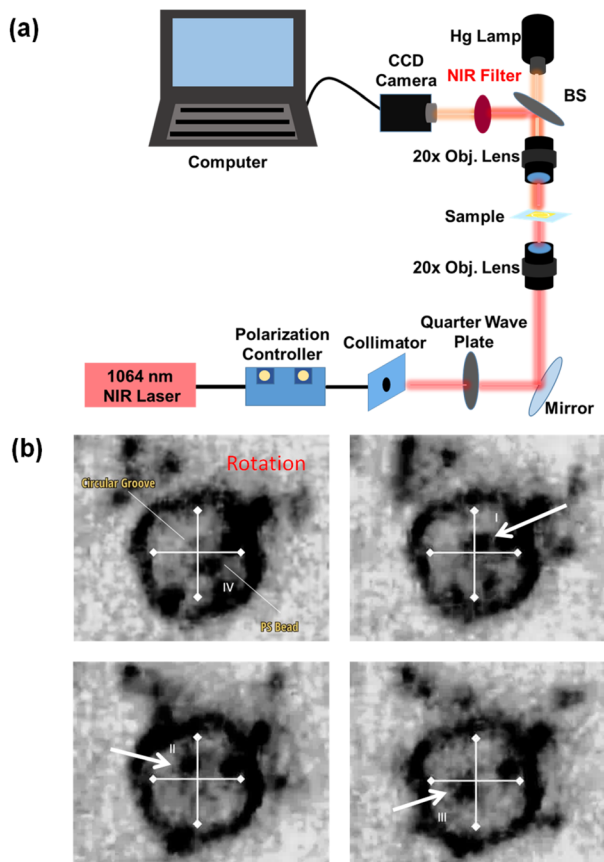 (a)
Hg Lamp
CCD
Camera
NIR Filter
BS
Computer
20x Obj. Lens
Sample
20x Obj. Lens
Quarter Wave
Plate
Polarization
Controller
Collimator
1064 nm
NIR Laser
Mirror
(b)
Rotation
Circular Groove
IV
PS Bead
I
II
III